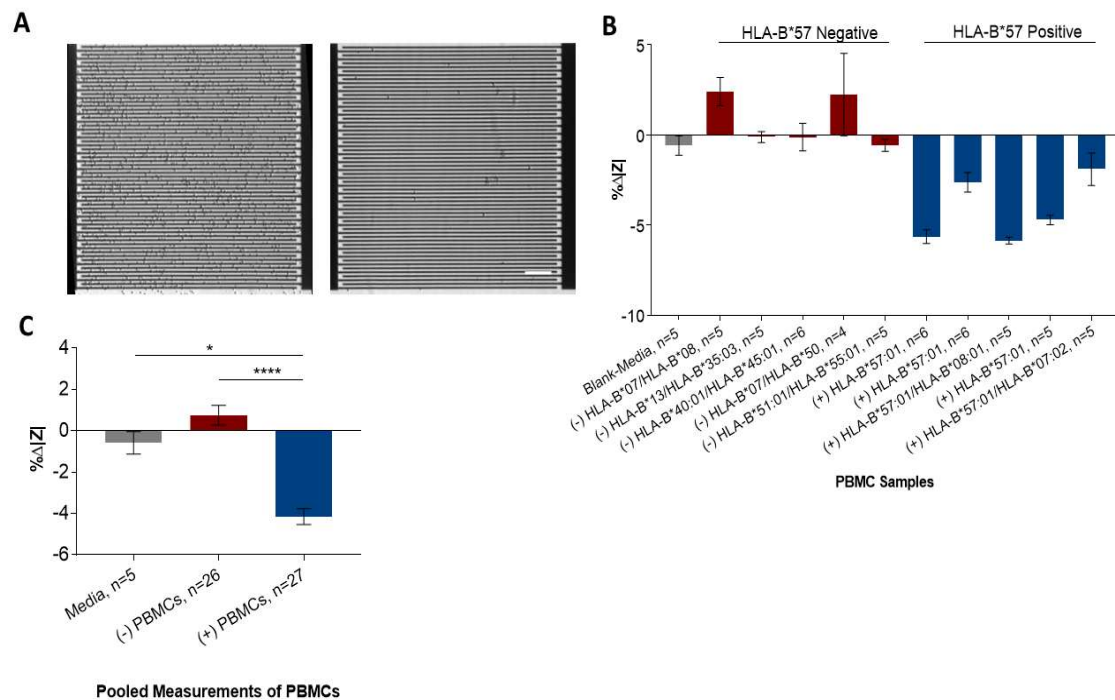 A
B
HLA-B*57 Negative
HLA-B*57 Positive
5
0
-5
-10
%Δ|Z|
Blank-Media, n=5
(-) HLA-B*07/HLA-B*08, n=5
(-) HLA-B*13/HLA-B*35:03, n=5
(-) HLA-B*40:01/HLA-B*45:01, n=6
(-) HLA-B*07/HLA-B*50, n=4
(-) HLA-B*51:01/HLA-B*55:01, n=5
(+) HLA-B*57:01, n=6
(+) HLA-B*57:01, n=6
(+) HLA-B*57:01/HLA-B*08:01, n=5
(+) HLA-B*57:01, n=5
(+) HLA-B*57:01/HLA-B*07:02, n=5
PBMC Samples
C
4
2
0
-2
-4
-6
%Δ|Z|
*
****
Media, n=5
(-) PBMCs, n=26
(+) PBMCs, n=27
Pooled Measurements of PBMCs